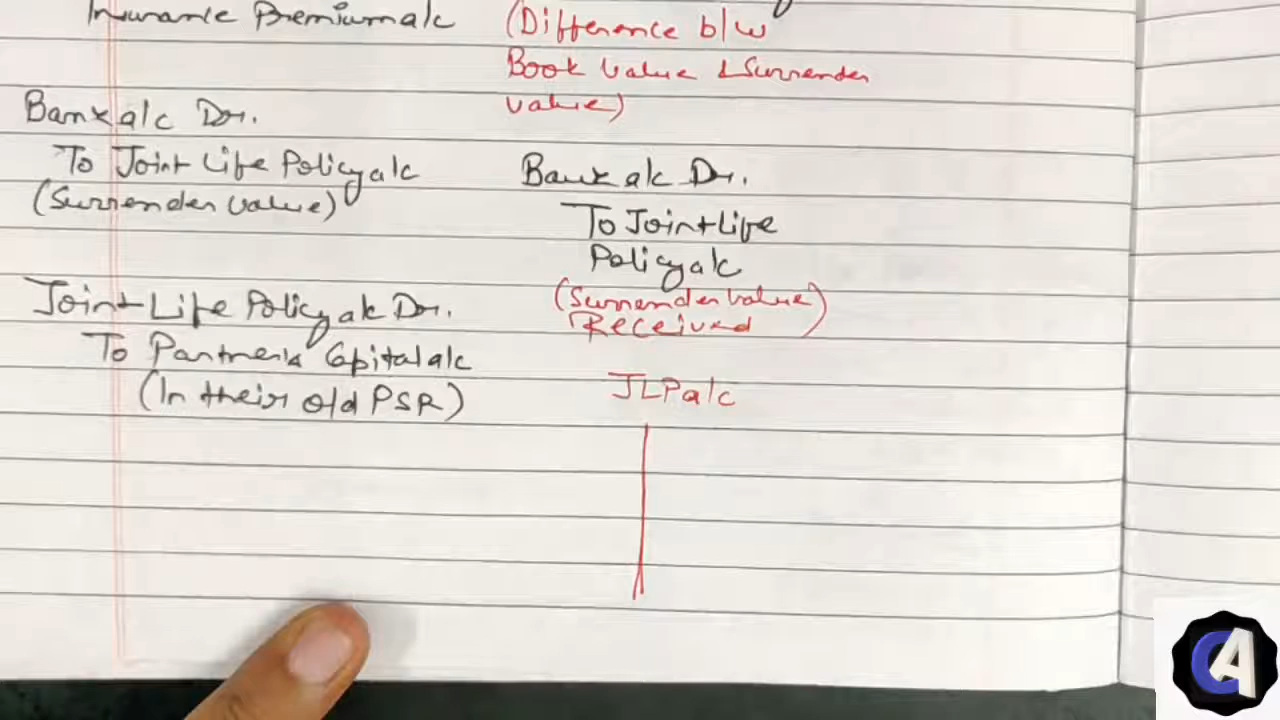 Insurance Premium a/c
Bank a/c Dr.
To Joint Life Policy a/c
(Surrender value)
Joint Life Policy a/c Dr.
To Partner's Capital a/c
(In their old PSR)
(Difference b/w
Book value & Surrender
value)
Bank a/c Dr.
To Joint Life
Policy a/c
(Surrender value)
Received
JLP a/c
CA